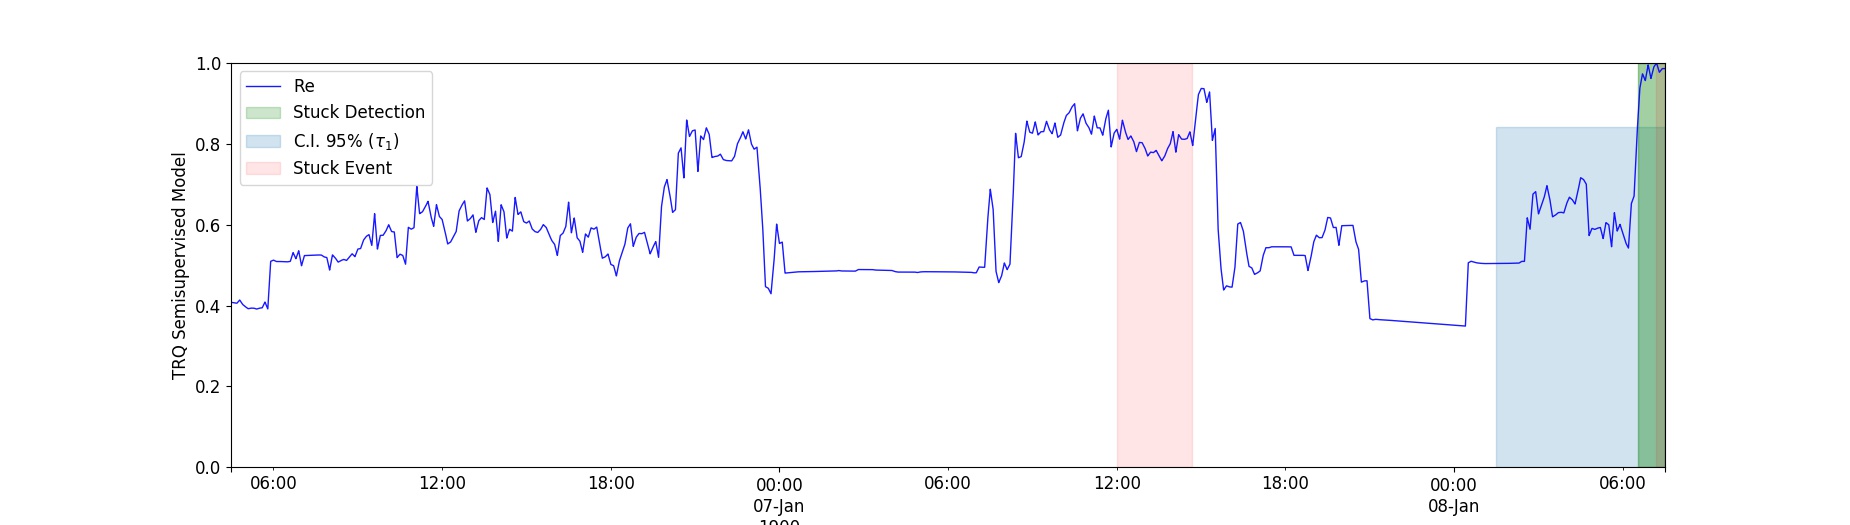 TRQ Semisupervised Model
1.0
0.8
0.6
0.4
0.2
0.0
Re
Stuck Detection
C.I. 95% (τ₁)
Stuck Event
06:00
12:00
18:00
00:00
07-Jan
1900
06:00
12:00
18:00
00:00
08-Jan
06:00